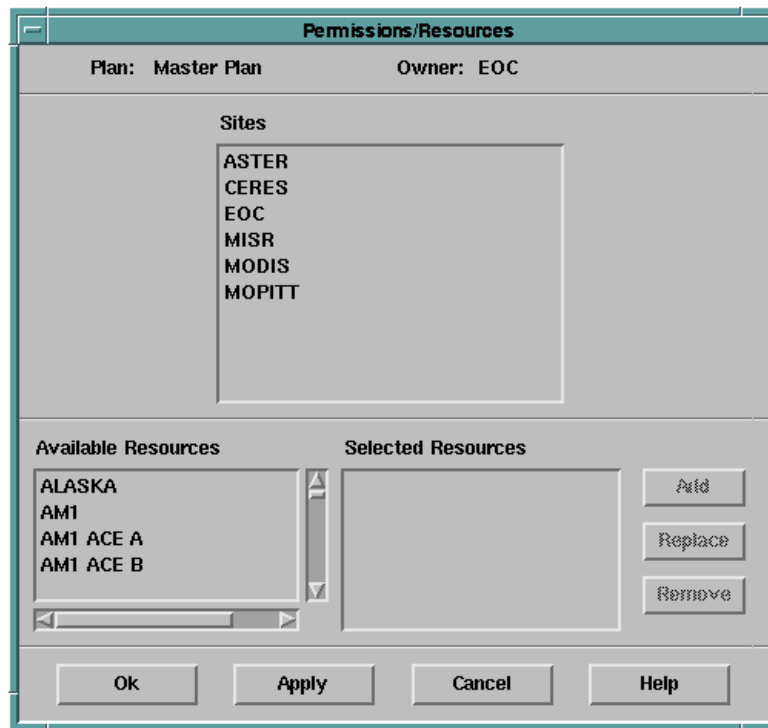 Permissions/Resources
Plan: Master Plan Owner: EOC
Sites
ASTER
CERES
EOC
MISR
MODIS
MOPITT
Available Resources
ALASKA
AM1
AM1 ACE A
AM1 ACE B
Selected Resources
Add
Replace
Remove
Ok Apply Cancel Help